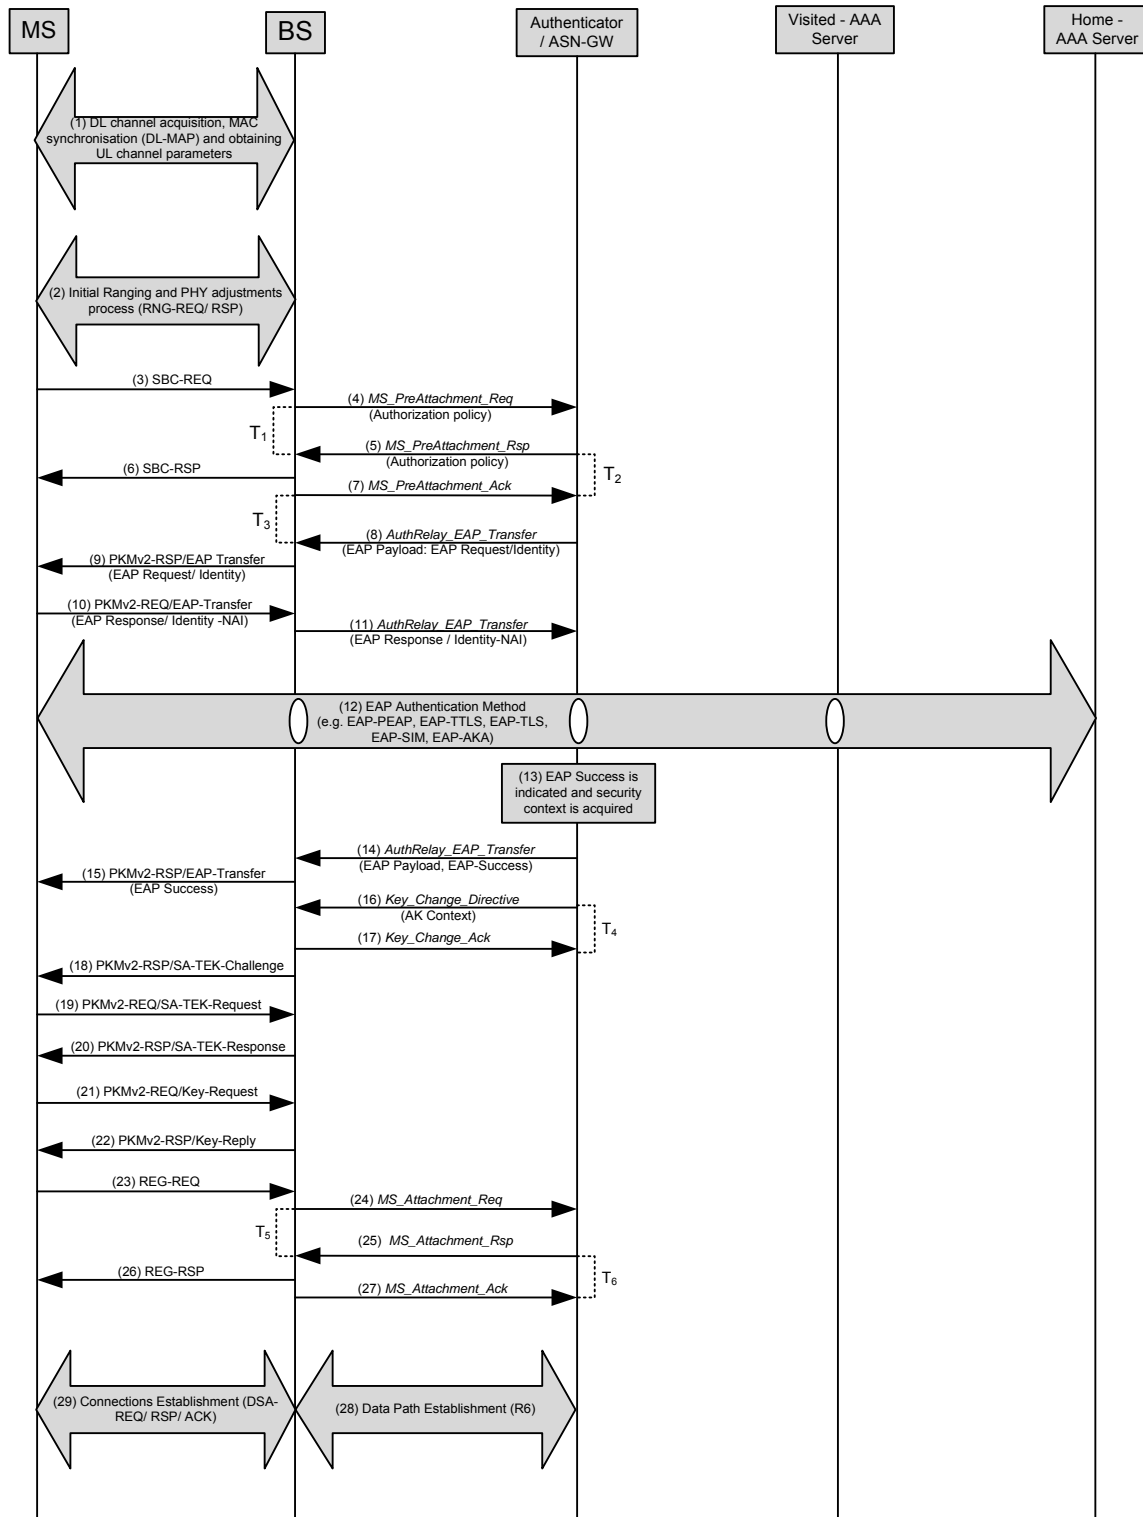 MS
BS
Authenticator
/ ASN-GW
Visited - AAA
Server
Home -
AAA Server
(1) DL channel acquisition, MAC
synchronisation (DL-MAP) and obtaining
UL channel parameters
(2) Initial Ranging and PHY adjustments
process (RNG-REQ/ RSP)
(3) SBC-REQ
(4) MS_PreAttachment_Req
(Authorization policy)
T1
(5) MS_PreAttachment_Rsp
(Authorization policy)
(6) SBC-RSP
T2
(7) MS_PreAttachment_Ack
T3
(8) AuthRelay_EAP_Transfer
(EAP Payload: EAP Request/Identity)
(9) PKMv2-RSP/EAP Transfer
(EAP Request/ Identity)
(10) PKMv2-REQ/EAP-Transfer
(EAP Response/ Identity -NAI)
(11) AuthRelay_EAP_Transfer
(EAP Response / Identity-NAI)
(12) EAP Authentication Method
(e.g. EAP-PEAP, EAP-TTLS, EAP-TLS,
EAP-SIM, EAP-AKA)
(13) EAP Success is
indicated and security
context is acquired
(14) AuthRelay_EAP_Transfer
(EAP Payload, EAP-Success)
(15) PKMv2-RSP/EAP-Transfer
(EAP Success)
(16) Key_Change_Directive
(AK Context)
T4
(17) Key_Change_Ack
(18) PKMv2-RSP/SA-TEK-Challenge
(19) PKMv2-REQ/SA-TEK-Request
(20) PKMv2-RSP/SA-TEK-Response
(21) PKMv2-REQ/Key-Request
(22) PKMv2-RSP/Key-Reply
(23) REG-REQ
(24) MS_Attachment_Req
T5
(25) MS_Attachment_Rsp
(26) REG-RSP
T6
(27) MS_Attachment_Ack
(29) Connections Establishment (DSA-
REQ/ RSP/ ACK)
(28) Data Path Establishment (R6)